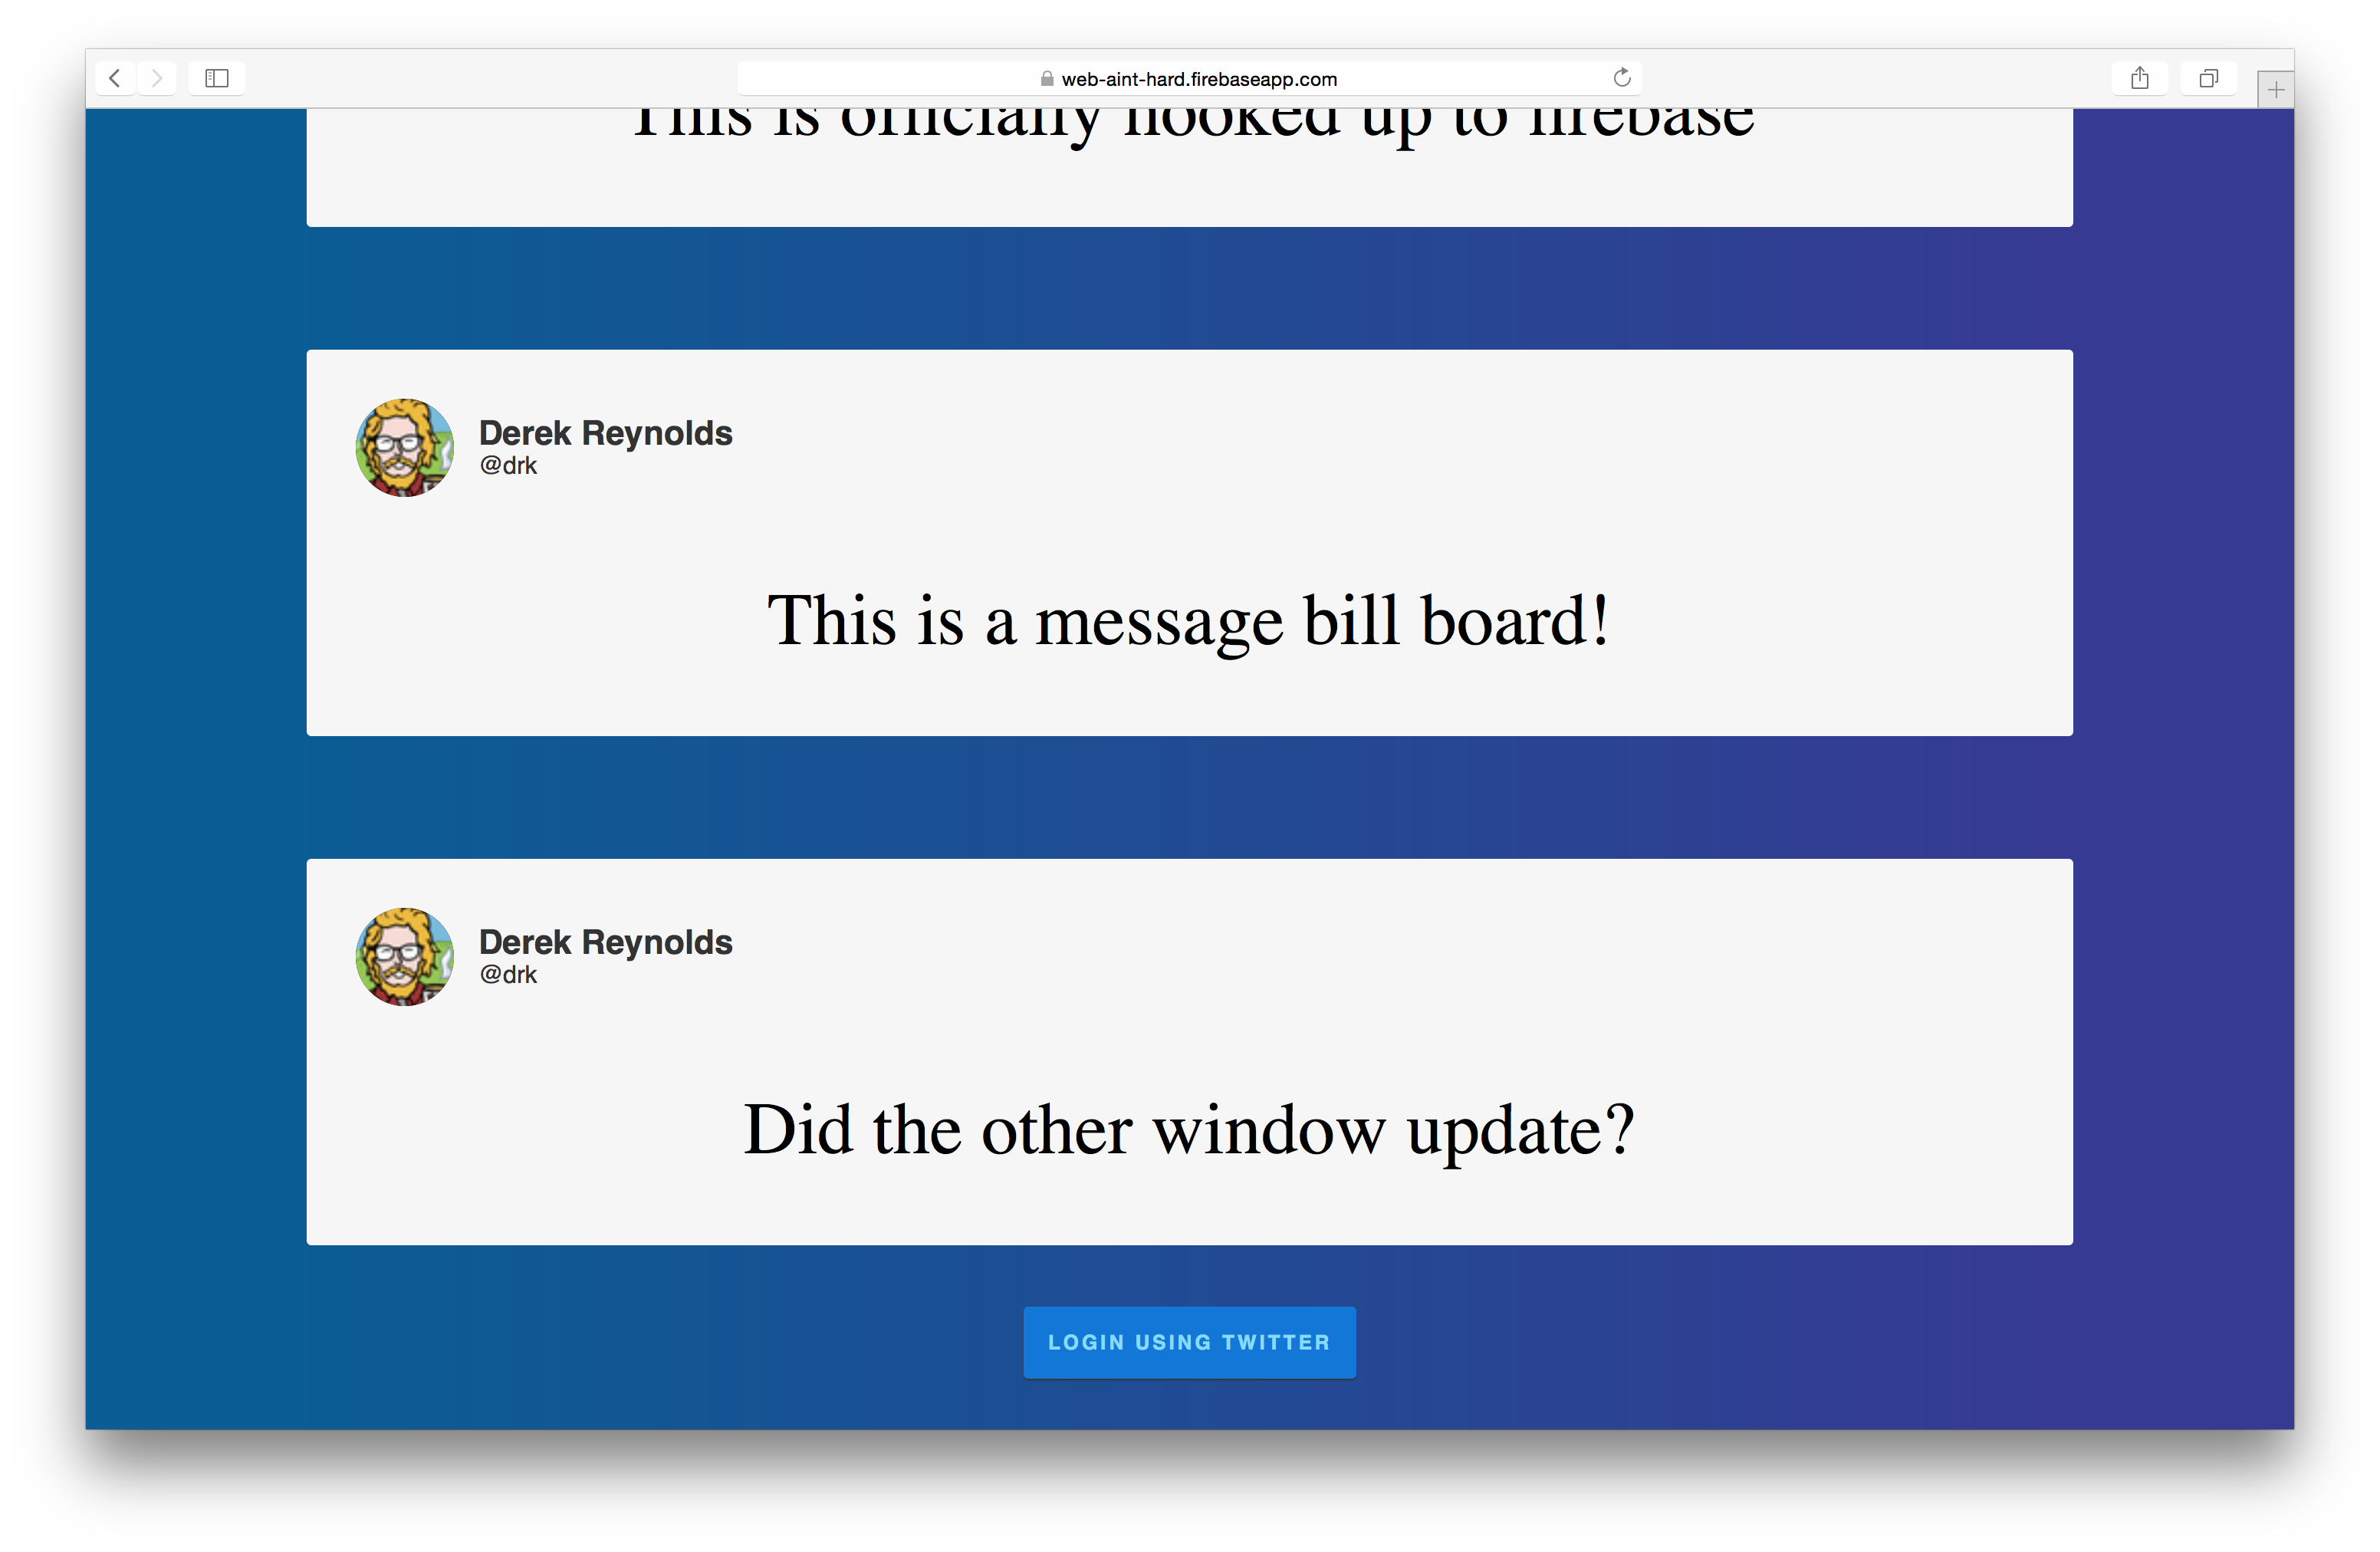 web-aint-hard.firebaseapp.com
This is officially hooked up to firebase
Derek Reynolds
@drk
This is a message bill board!
Derek Reynolds
@drk
Did the other window update?
LOGIN USING TWITTER